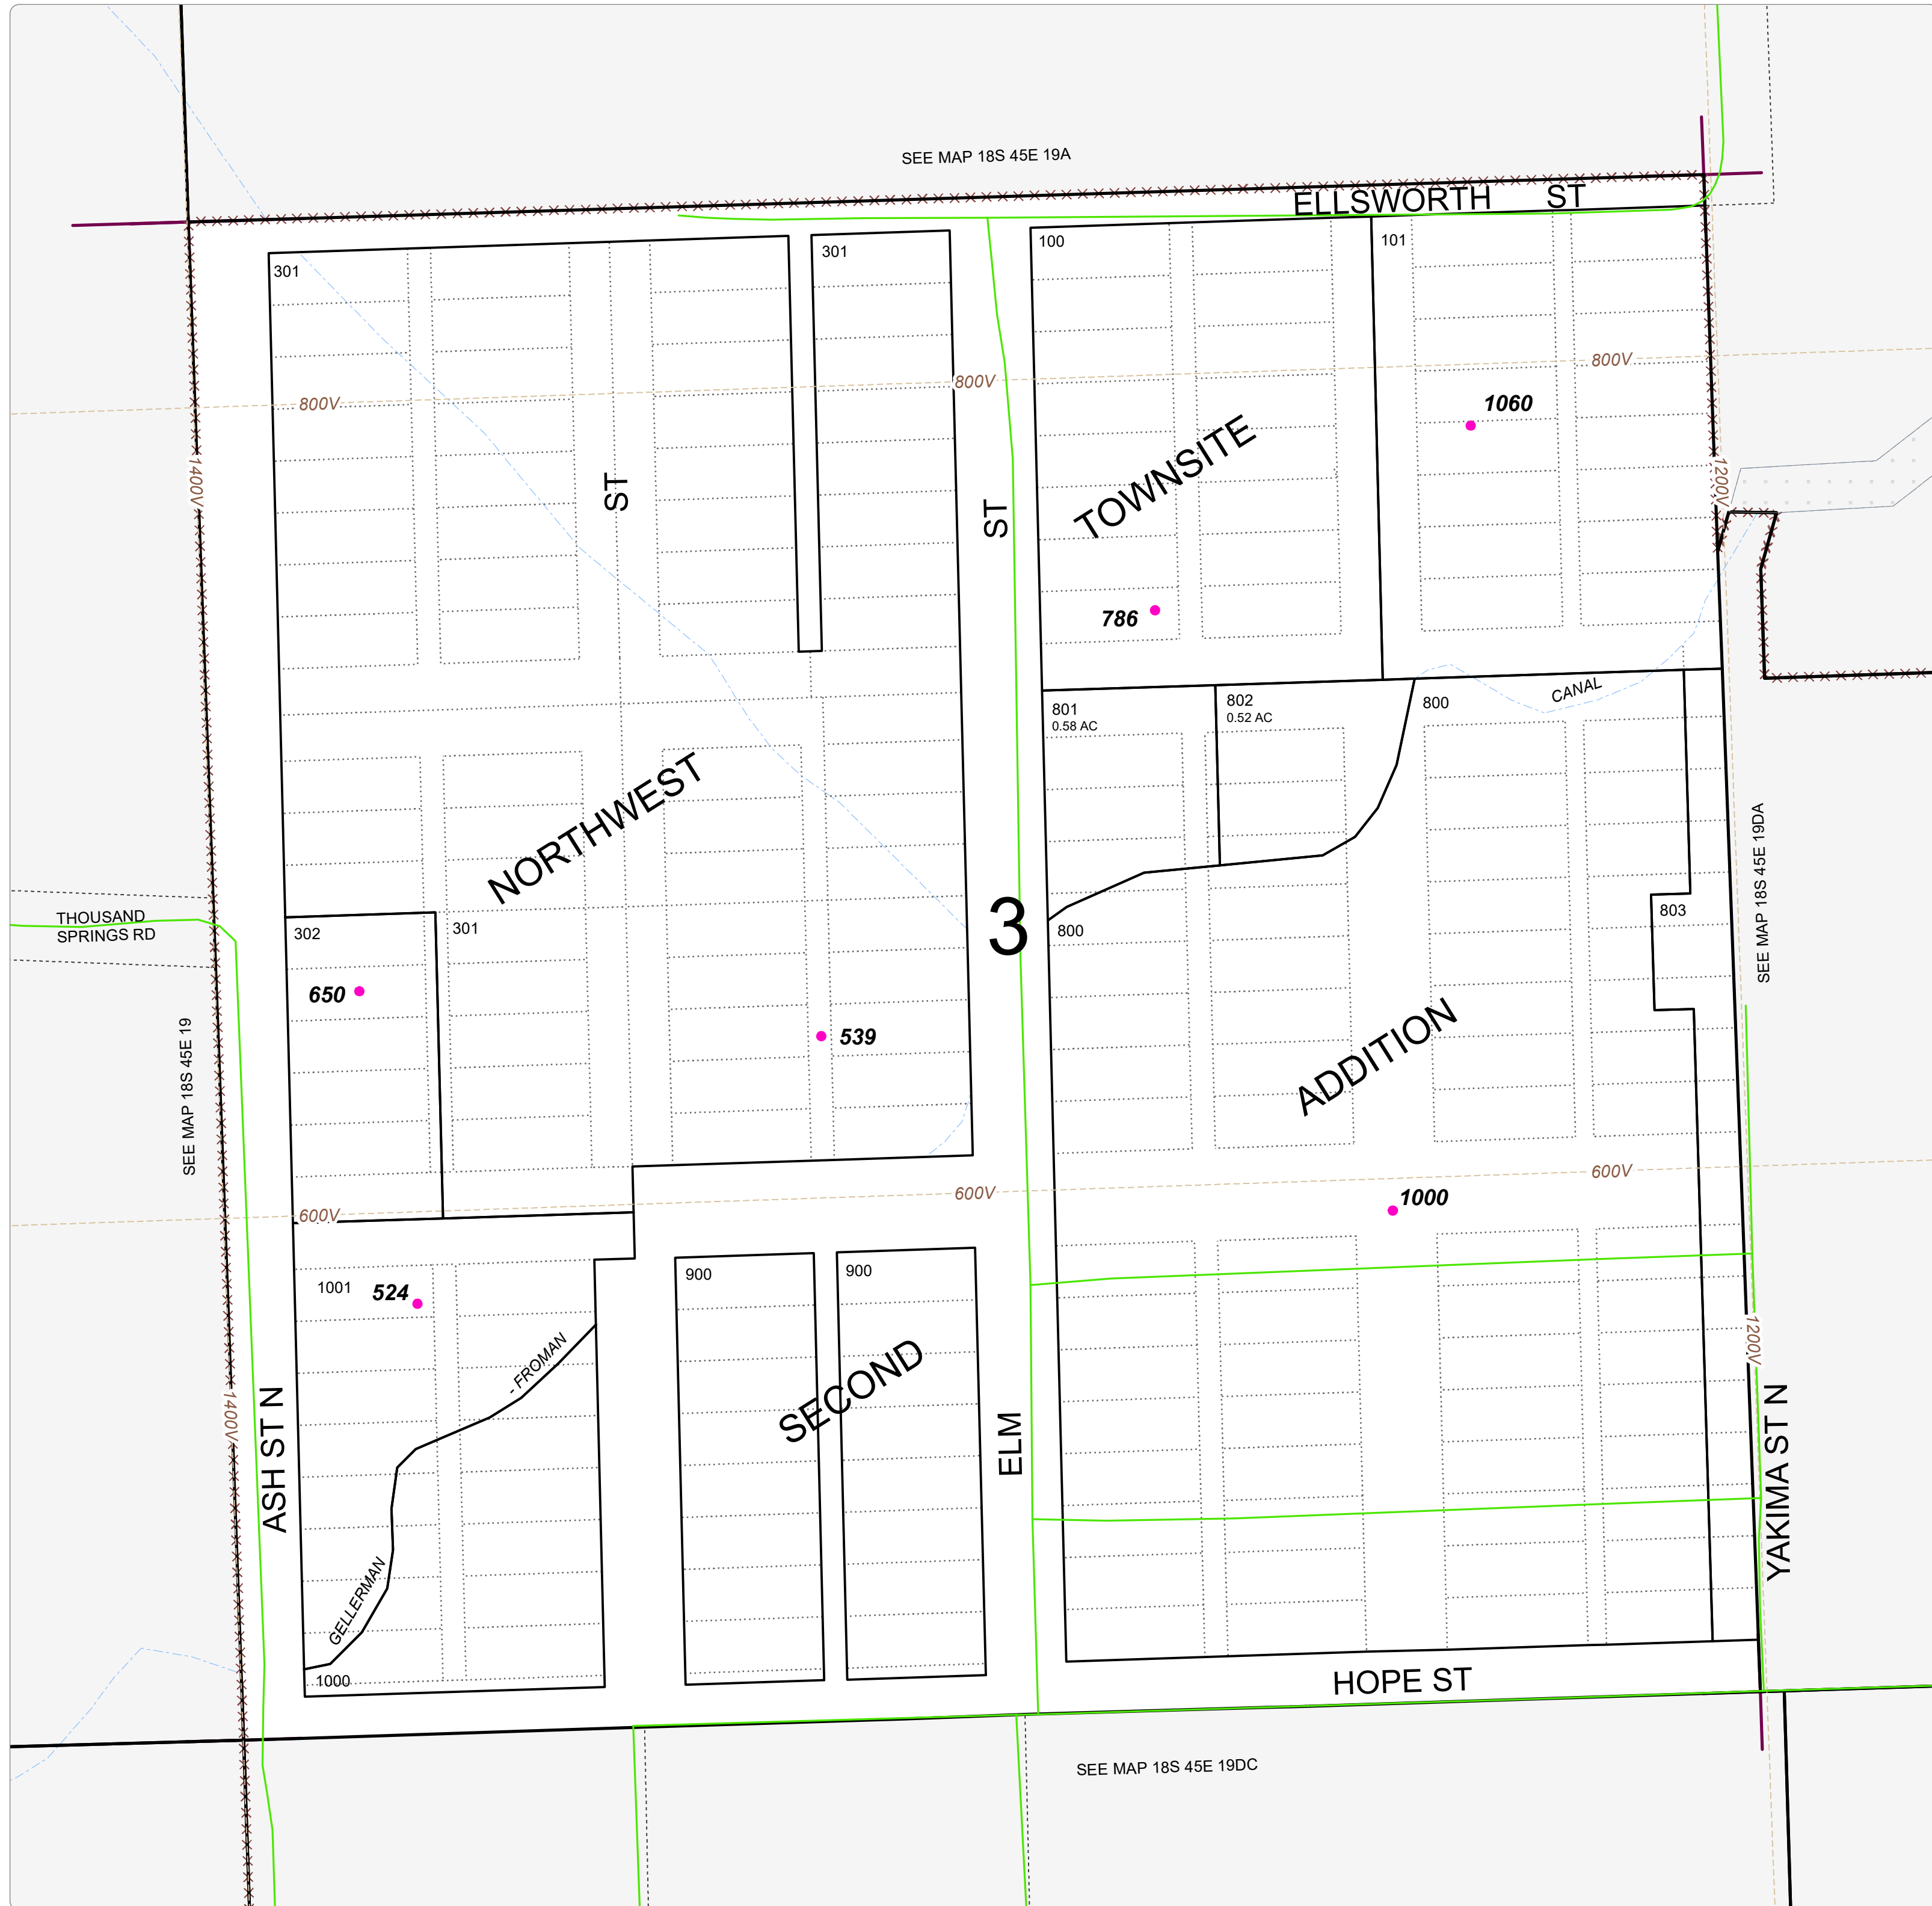 SEE MAP 18S 45E 19A
ELLSWORTH ST
301
301
100
101
800V
800V
800V
1060
1400V
ST
ST
TOWNSITE
1200V
786
801
0.58 AC
802
0.52 AC
800
CANAL
NORTHWEST
SEE MAP 18S 45E 19DA
THOUSAND
SPRINGS RD
302
301
3
800
803
650
539
SEE MAP 18S 45E 19
ADDITION
600V
600V
600V
1000
1001
524
900
900
- FROMAN
SECOND
1200V
1400V
ASH ST N
ELM
YAKIMA ST N
GELLERMAN
1000
HOPE ST
SEE MAP 18S 45E 19DC